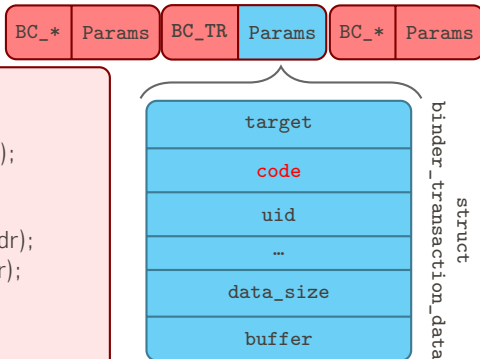 BC_* Params BC_TR Params BC_* Params
);
dr);
r);
target
code
uid
…
data_size
buffer
struct
binder_transaction_data